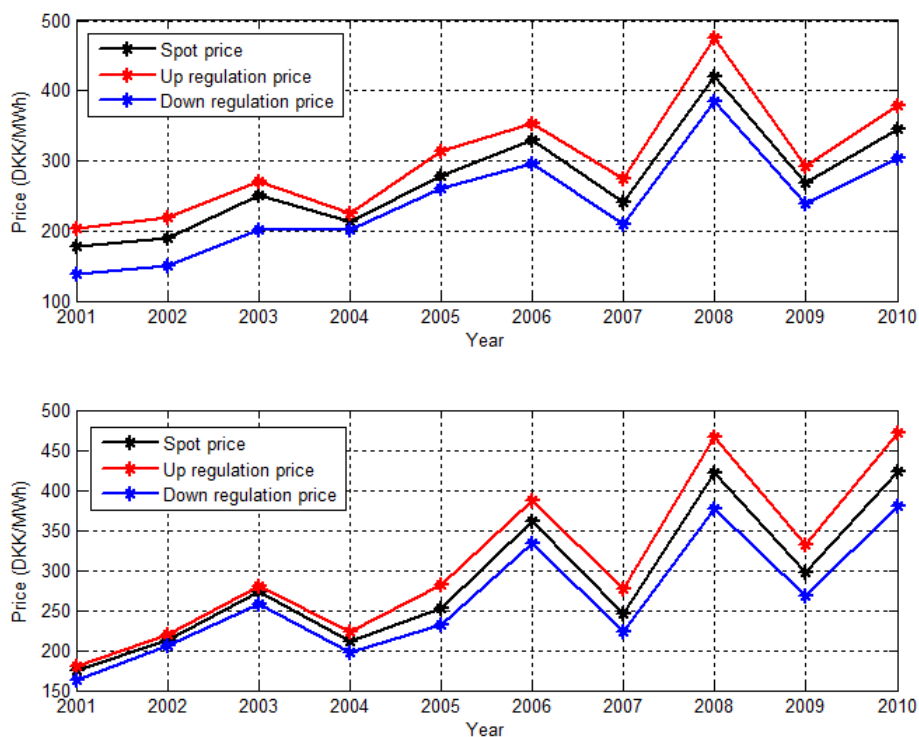 500
400
300
200
100
Price (DKK/MWh)
Spot price
Up regulation price
Down regulation price
2001 2002 2003 2004 2005 2006 2007 2008 2009 2010
Year
500
450
400
350
300
250
200
150
Price (DKK/MWh)
Spot price
Up regulation price
Down regulation price
2001 2002 2003 2004 2005 2006 2007 2008 2009 2010
Year